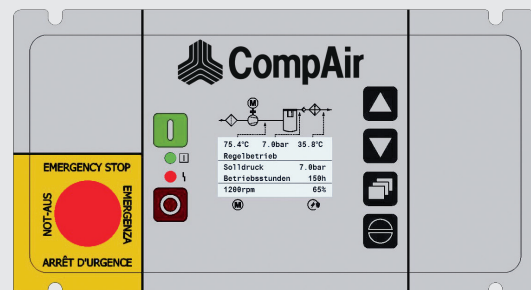 CompAir
M
75.4°C 7.0bar 35.8°C
Regelbetrieb
Solldruck 7.0bar
Betriebsstunden 150h
1200rpm 65%
M
EMERGENCY STOP
NOT-AUS
EMERGENZA
ARRÊT D'URGENCE